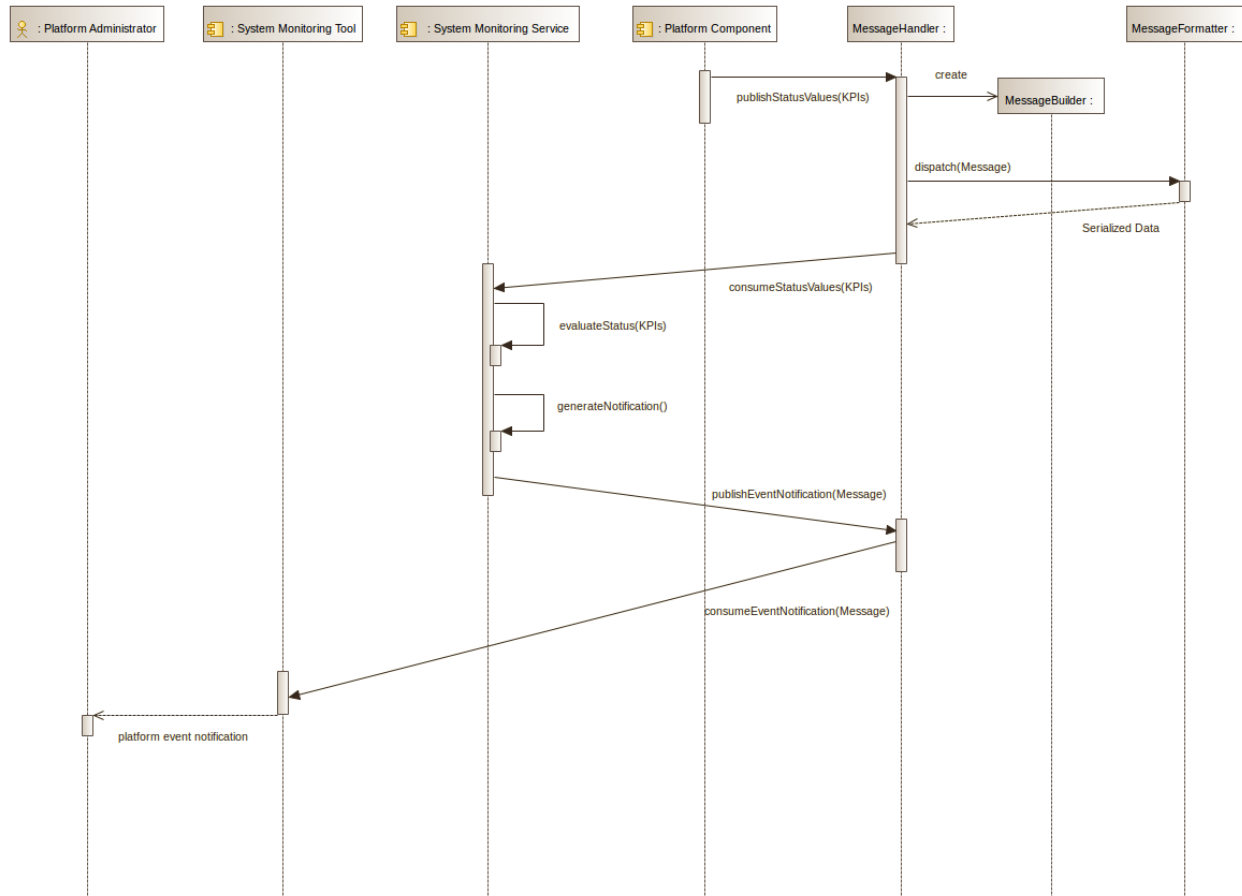 : Platform Administrator
: System Monitoring Tool
: System Monitoring Service
: Platform Component
MessageHandler :
MessageFormatter :
create
publishStatusValues(KPIs)
MessageBuilder :
dispatch(Message)
Serialized Data
consumeStatusValues(KPIs)
evaluateStatus(KPIs)
generateNotification()
publishEventNotification(Message)
consumeEventNotification(Message)
platform event notification